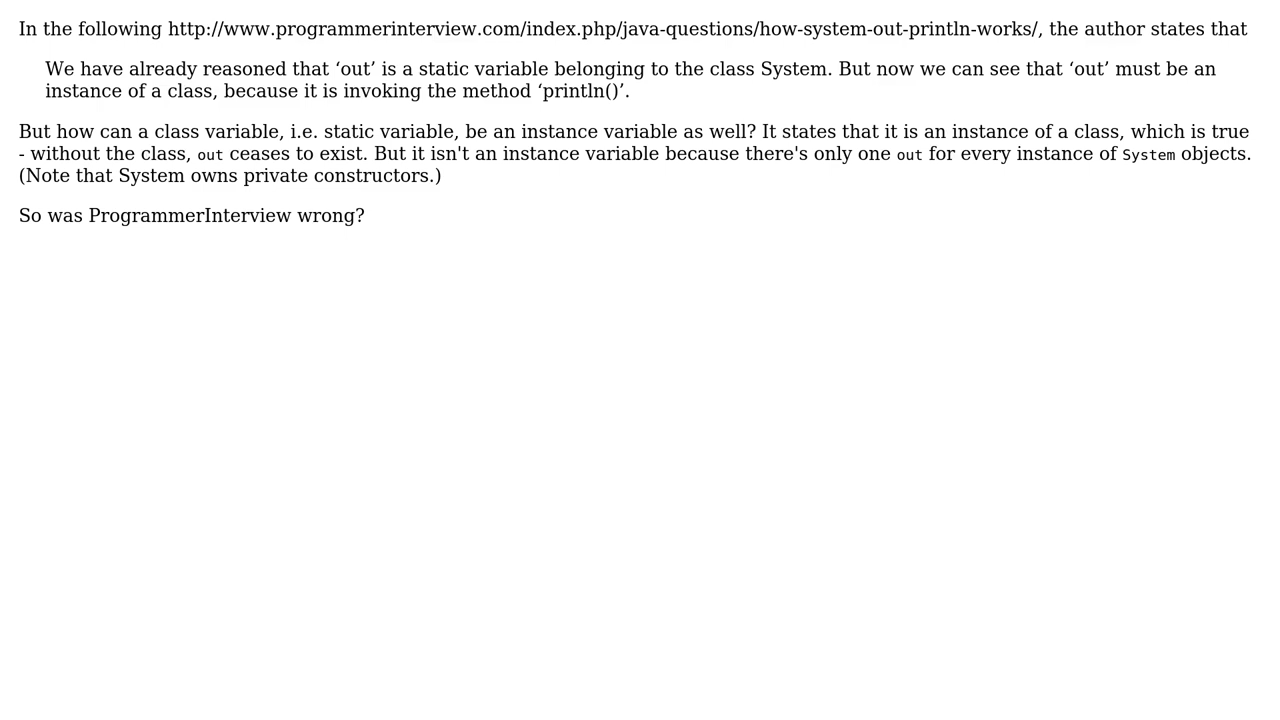 In the following http://www.programmerinterview.com/index.php/java-questions/how-system-out-println-works/, the author states that
We have already reasoned that ‘out’ is a static variable belonging to the class System. But now we can see that ‘out’ must be an
instance of a class, because it is invoking the method ‘println()’.
But how can a class variable, i.e. static variable, be an instance variable as well? It states that it is an instance of a class, which is true
- without the class, out ceases to exist. But it isn't an instance variable because there's only one out for every instance of System objects.
(Note that System owns private constructors.)
So was ProgrammerInterview wrong?